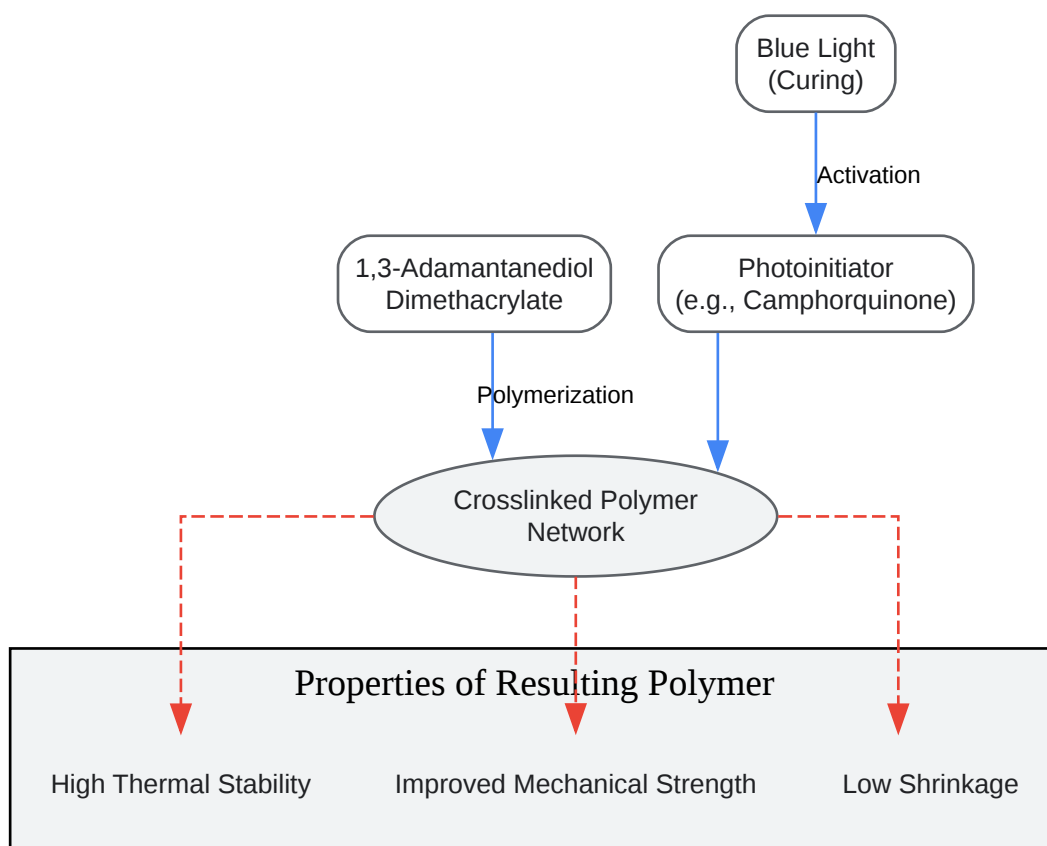 Blue Light
(Curing)
Activation
1,3-Adamantanediol
Dimethacrylate
Photoinitiator
(e.g., Camphorquinone)
Polymerization
Crosslinked Polymer
Network
Properties of Resulting Polymer
High Thermal Stability
Improved Mechanical Strength
Low Shrinkage